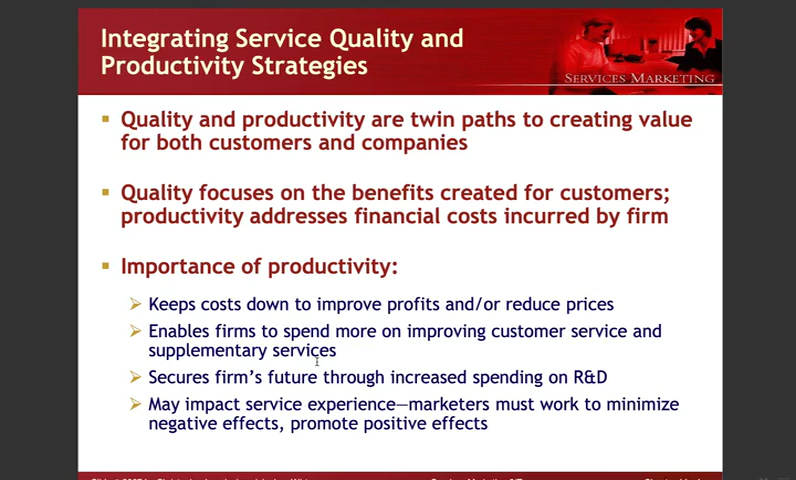 Integrating Service Quality and
Productivity Strategies
SERVICES MARKETING
Quality and productivity are twin paths to creating value
for both customers and companies
Quality focuses on the benefits created for customers;
productivity addresses financial costs incurred by firm
Importance of productivity:
Keeps costs down to improve profits and/or reduce prices
Enables firms to spend more on improving customer service and
supplementary services
Secures firm's future through increased spending on R&D
May impact service experience—marketers must work to minimize
negative effects, promote positive effects